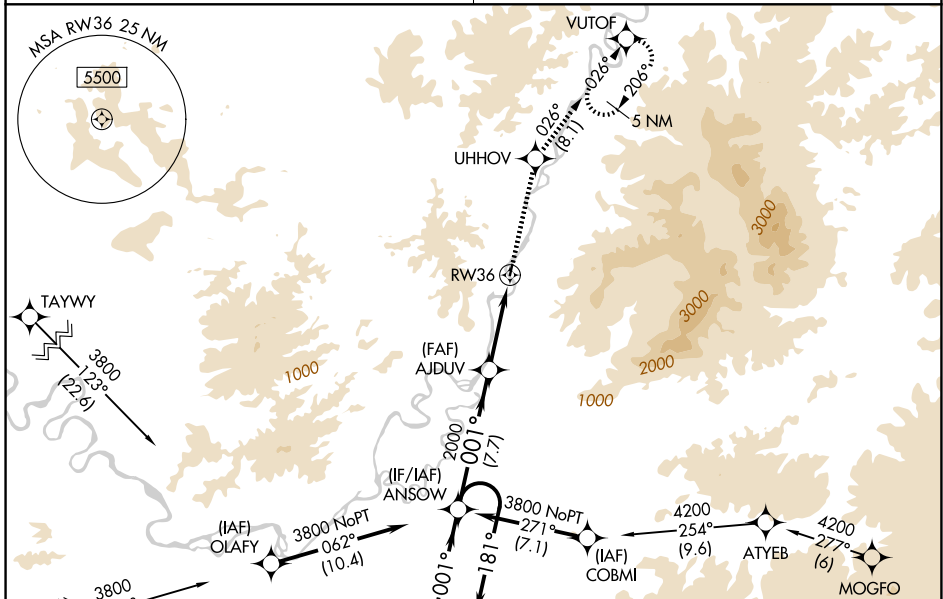 MSA RW36 25 NM
5500
VUTOF
026°
206°
5 NM
026°
(8.1)
UHHOV
3000
RW36
TAYWY
3800
123°
(22.6)
1000
(FAF)
AJDUV
3000
2000
1000
2000
001°
(7.7)
(IF/IAF)
ANSOW
3800 NoPT
271°
(7.1)
(IAF)
COBMI
4200
254°
(9.6)
ATYEB
4200
277°
(6)
MOGFO
(IAF)
OLAFY
3800 NoPT
062°
(10.4)
001°
181°
3800